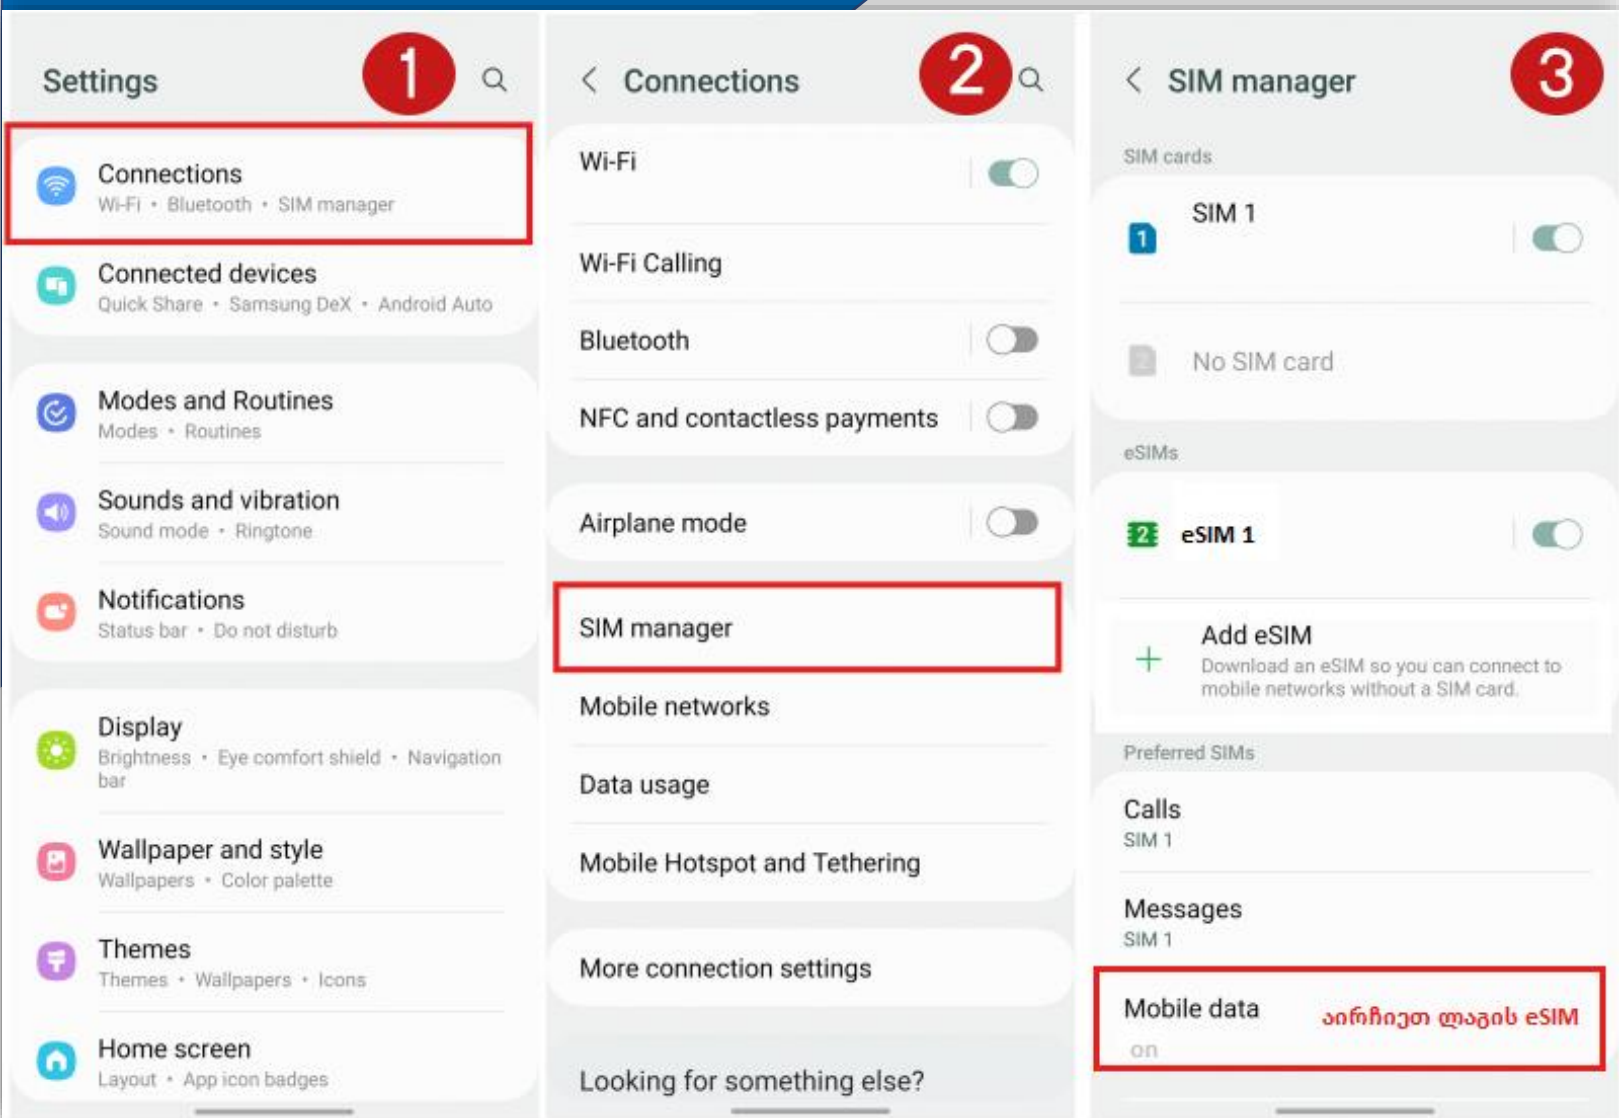 Settings
1
Connections
Wi-Fi • Bluetooth • SIM manager
Connected devices
Quick Share • Samsung DeX • Android Auto
Modes and Routines
Modes • Routines
Sounds and vibration
Sound mode • Ringtone
Notifications
Status bar • Do not disturb
Display
Brightness • Eye comfort shield • Navigation
bar
Wallpaper and style
Wallpapers • Color palette
Themes
Themes • Wallpapers • Icons
Home screen
Layout • App icon badges
Connections
2
Wi-Fi
Wi-Fi Calling
Bluetooth
NFC and contactless payments
Airplane mode
SIM manager
Mobile networks
Data usage
Mobile Hotspot and Tethering
More connection settings
Looking for something else?
SIM manager
3
SIM cards
1 SIM 1
2 No SIM card
eSIMs
2 eSIM 1
Add eSIM
Download an eSIM so you can connect to
mobile networks without a SIM card.
Preferred SIMs
Calls
SIM 1
Messages
SIM 1
Mobile data აირჩიეთ ლაგის eSIM
on